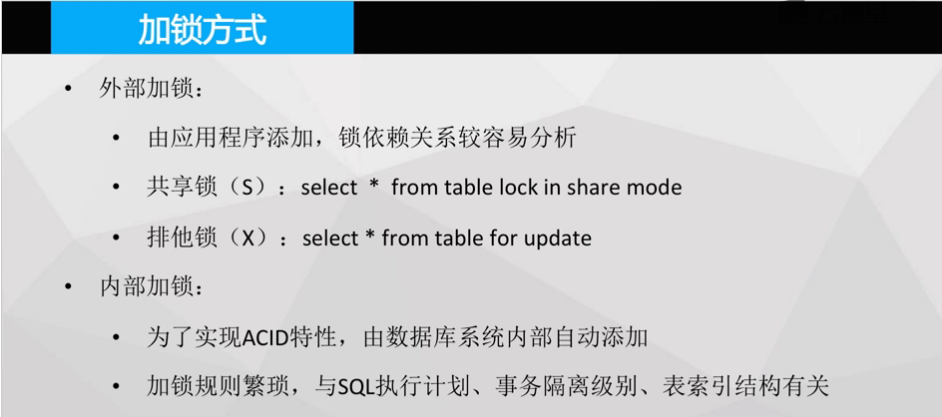 加锁方式
• 外部加锁：
• 由应用程序添加，锁依赖关系较容易分析
• 共享锁（S）：select * from table lock in share mode
• 排他锁（X）：select * from table for update
• 内部加锁：
• 为了实现ACID特性，由数据库系统内部自动添加
• 加锁规则繁琐，与SQL执行计划、事务隔离级别、表索引结构有关